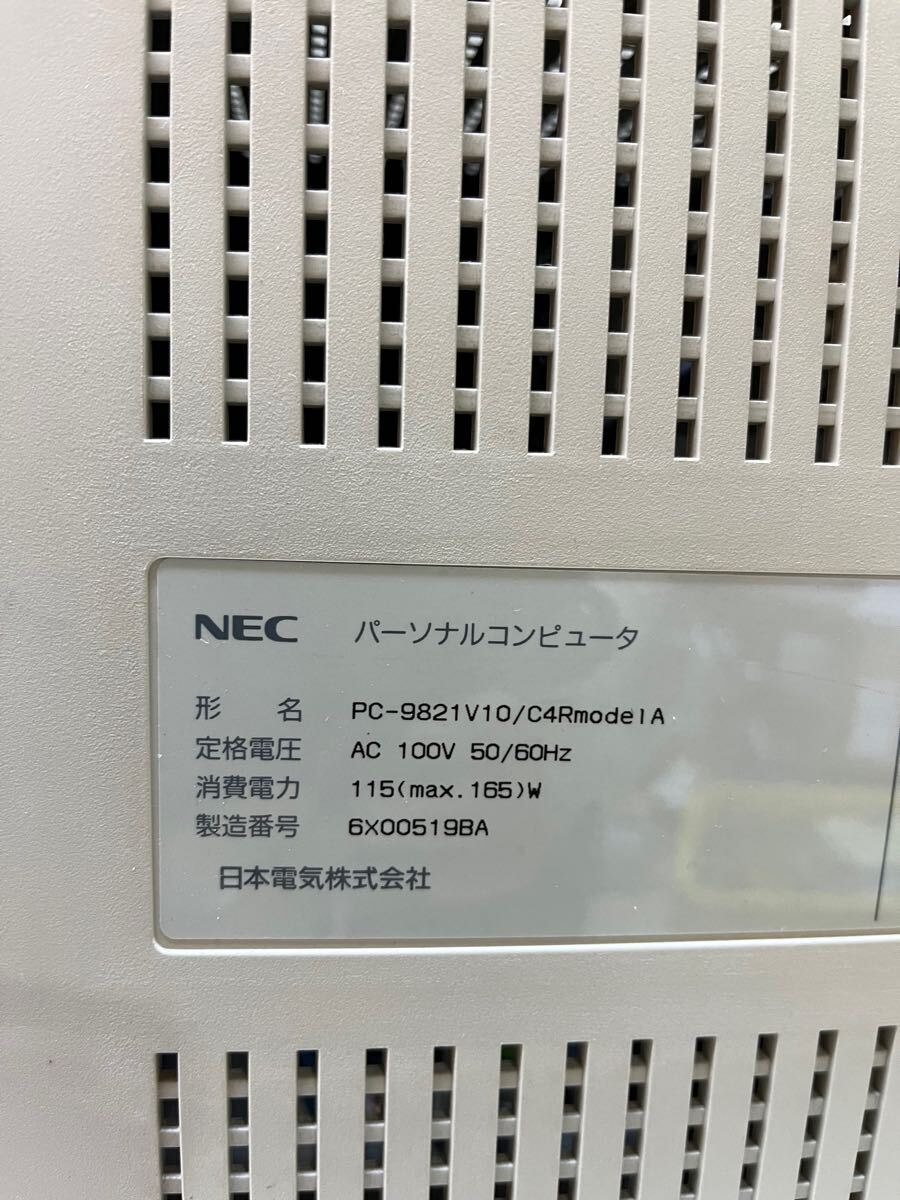 NEC パーソナルコンピュータ
形 名 PC-9821V10/C4RmodelA
定格電圧 AC 100V 50/60Hz
消費電力 115(max.165)W
製造番号 6X00519BA
日本電気株式会社